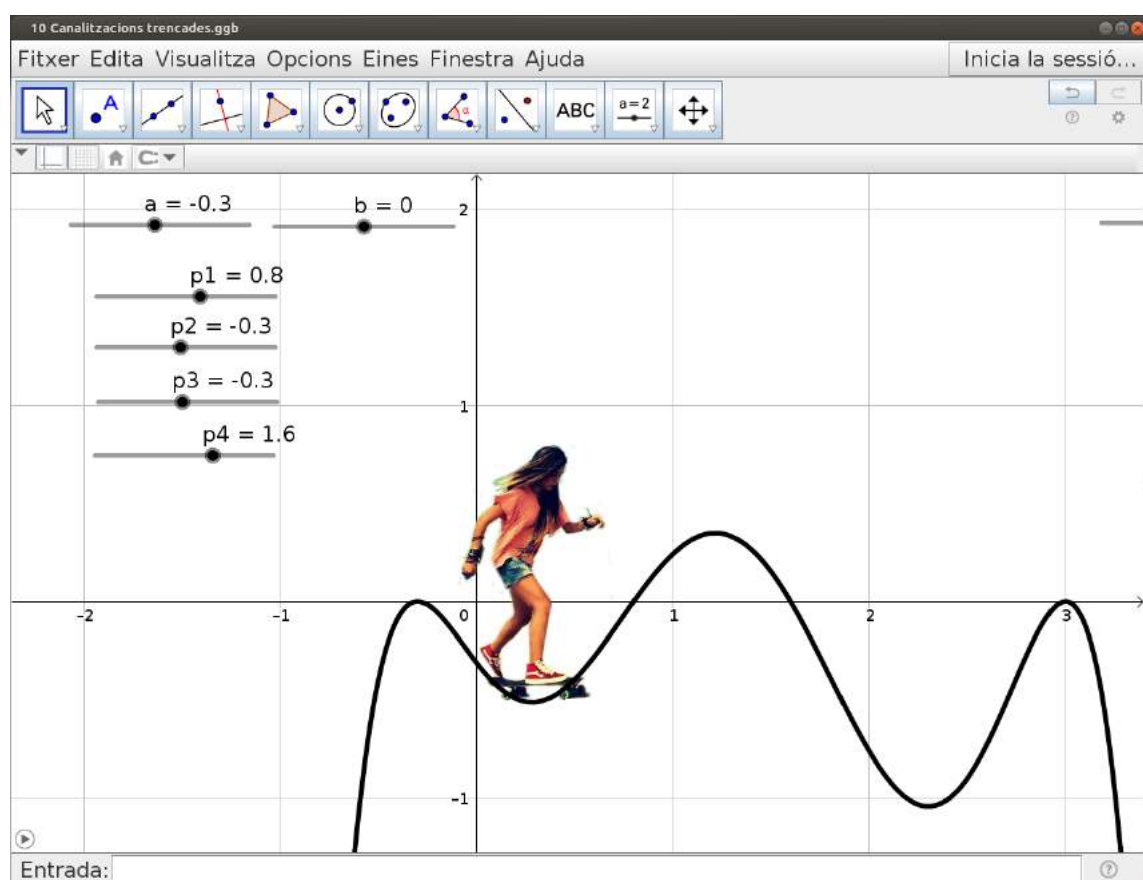 10 Canalitzacions trencades.ggb
Fitxer Edita Visualitza Opcions Eines Finestra Ajuda
Inicia la sessió...
A
α
ABC
a=2
a = -0.3
b = 0
p1 = 0.8
p2 = -0.3
p3 = -0.3
p4 = 1.6
2
1
-2 -1 0 1 2 3
-1
Entrada: